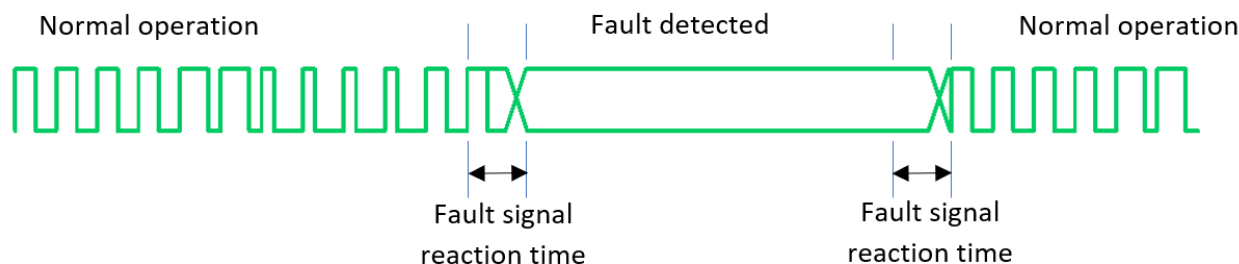 Normal operation
Fault detected
Normal operation
Fault signal
reaction time
Fault signal
reaction time